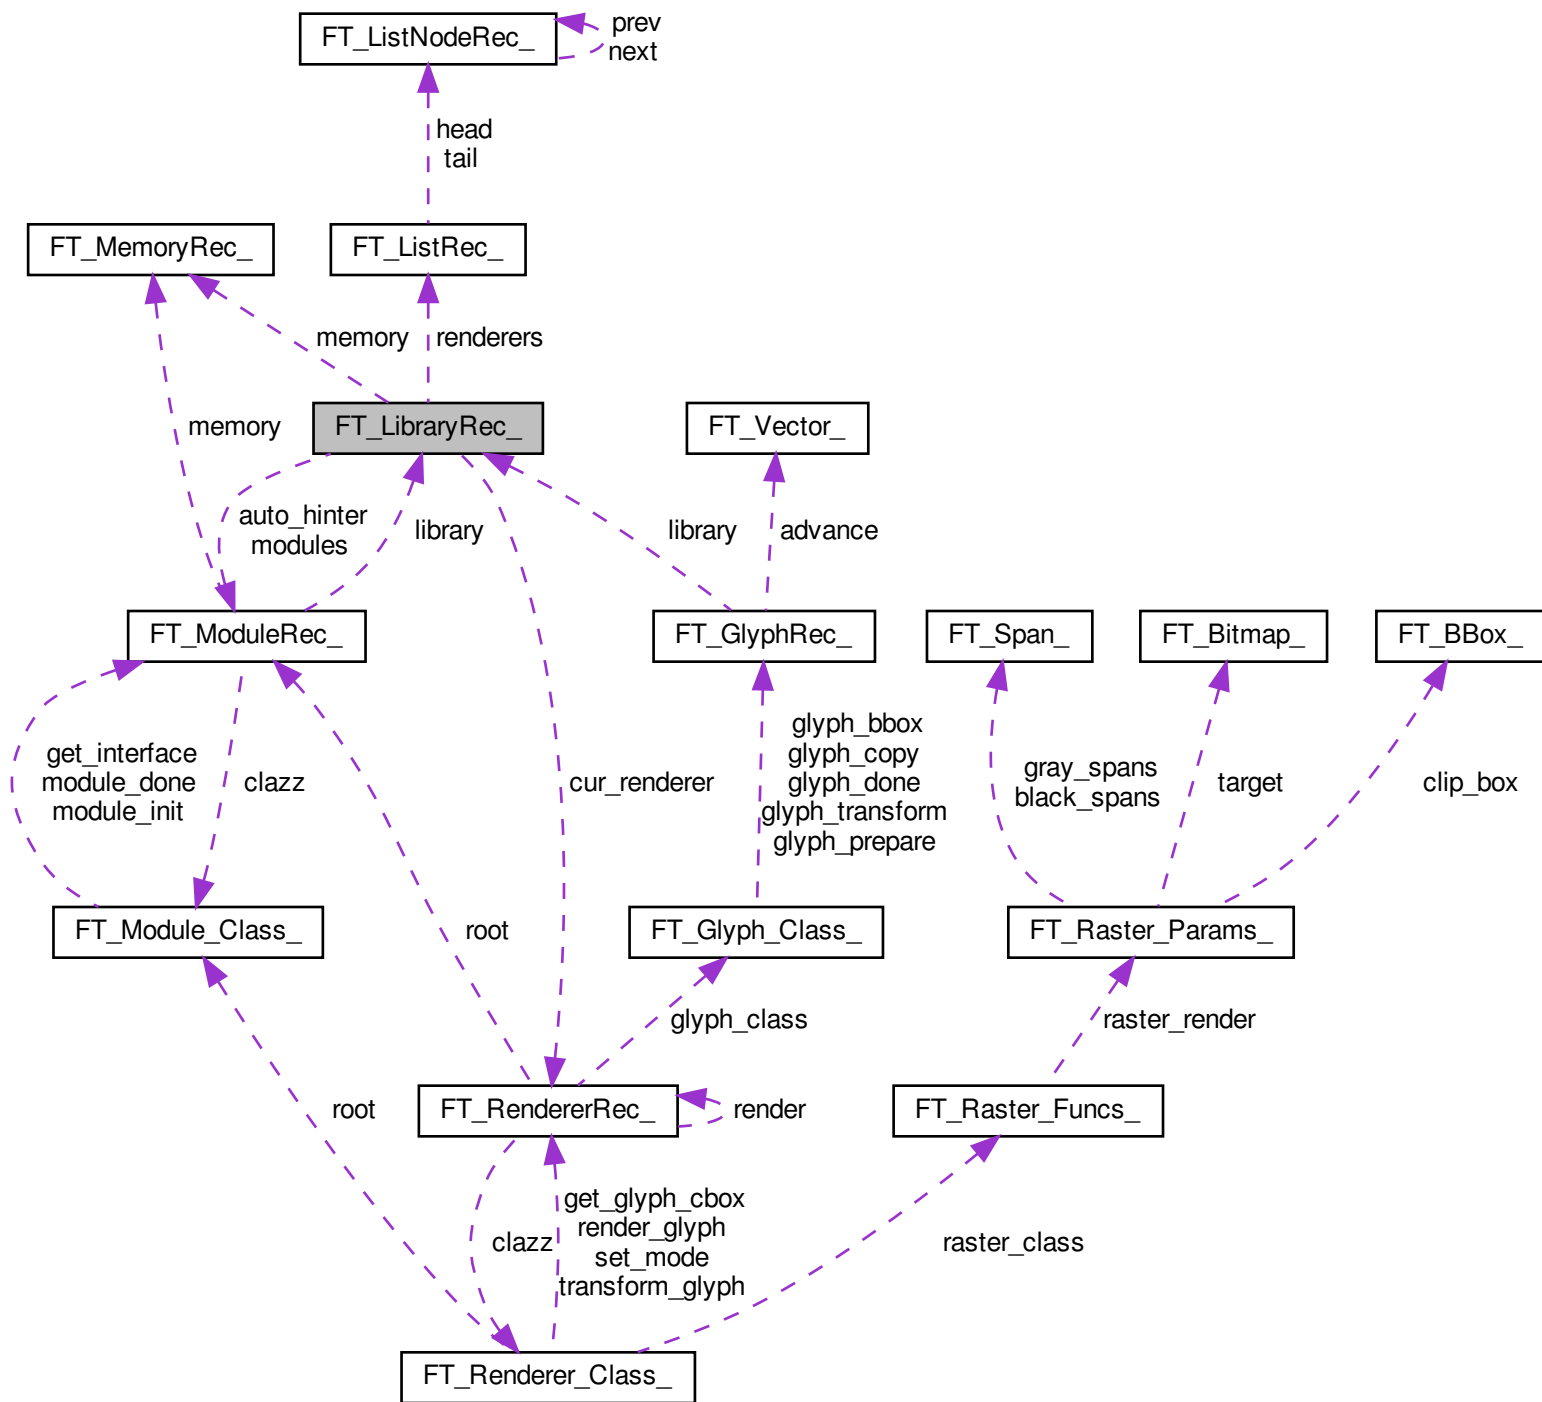 FT_ListNodeRec_
prev
next
head
tail
FT_MemoryRec_
FT_ListRec_
memory
renderers
memory
FT_LibraryRec_
FT_Vector_
auto_hinter
modules
library
library
advance
FT_ModuleRec_
FT_GlyphRec_
FT_Span_
FT_Bitmap_
FT_BBox_
get_interface
module_done
module_init
clazz
cur_renderer
glyph_bbox
glyph_copy
glyph_done
glyph_transform
glyph_prepare
gray_spans
black_spans
target
clip_box
FT_Module_Class_
root
FT_Glyph_Class_
FT_Raster_Params_
glyph_class
raster_render
root
FT_RendererRec_
render
FT_Raster_Funcs_
clazz
get_glyph_cbox
render_glyph
set_mode
transform_glyph
raster_class
FT_Renderer_Class_